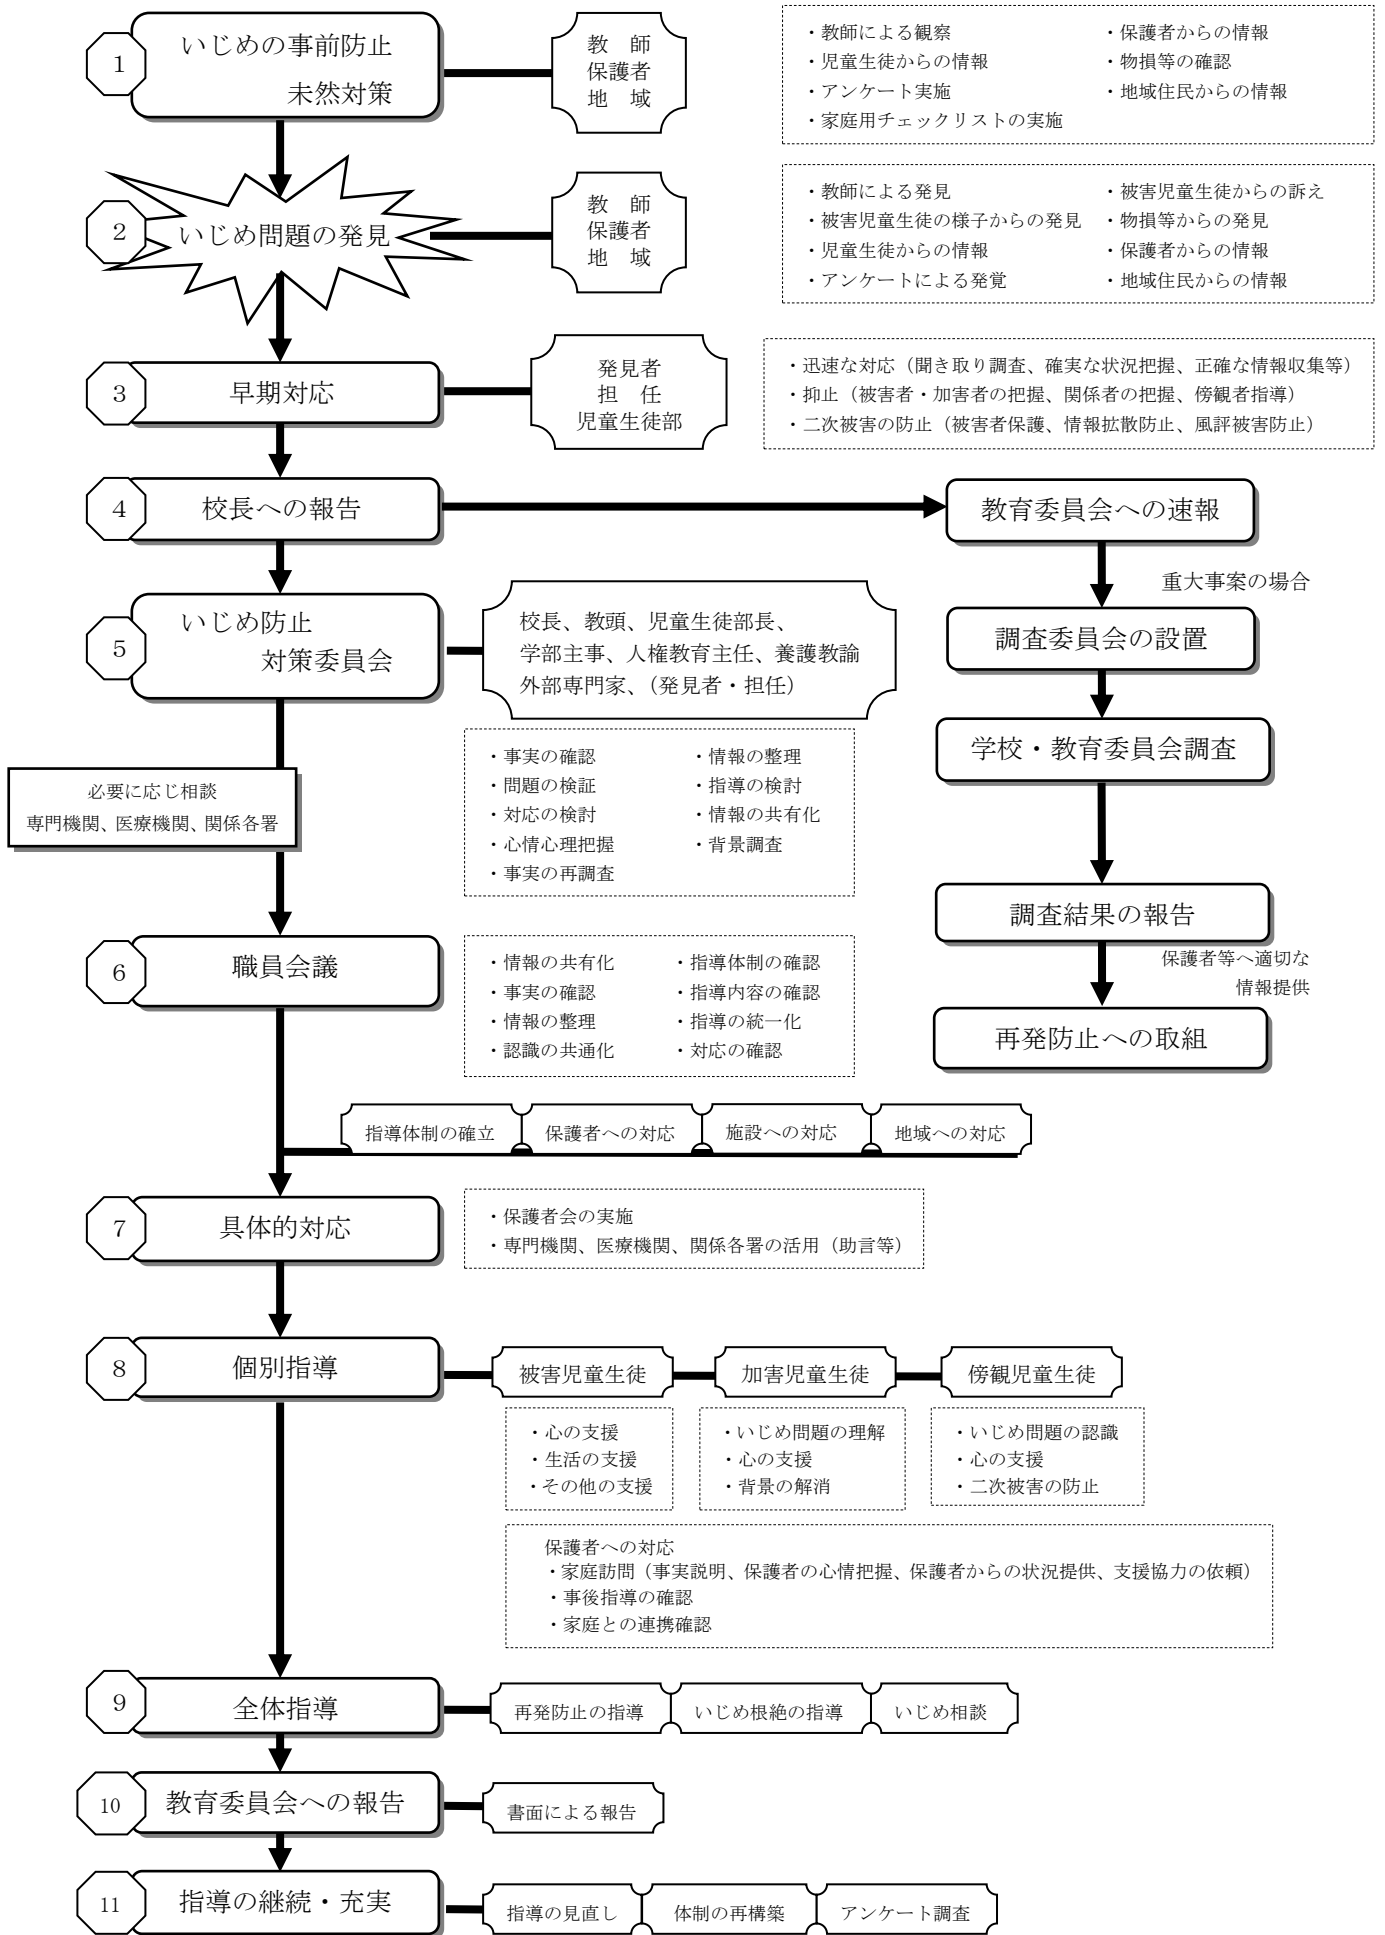 1
いじめの事前防止
未然対策
教　師
保護者
地　域
・教師による観察
・児童生徒からの情報
・アンケート実施
・家庭用チェックリストの実施
・保護者からの情報
・物損等の確認
・地域住民からの情報
2
いじめ問題の発見
教　師
保護者
地　域
・教師による発見
・被害児童生徒の様子からの発見
・児童生徒からの情報
・アンケートによる発覚
・被害児童生徒からの訴え
・物損等からの発見
・保護者からの情報
・地域住民からの情報
3
早期対応
発見者
担　任
児童生徒部
・迅速な対応（聞き取り調査、確実な状況把握、正確な情報収集等）
・抑止（被害者・加害者の把握、関係者の把握、傍観者指導）
・二次被害の防止（被害者保護、情報拡散防止、風評被害防止）
4
校長への報告
教育委員会への速報
重大事案の場合
調査委員会の設置
学校・教育委員会調査
調査結果の報告
保護者等へ適切な
情報提供
再発防止への取組
5
いじめ防止
対策委員会
校長、教頭、児童生徒部長、
学部主事、人権教育主任、養護教諭
外部専門家、（発見者・担任）
・事実の確認
・問題の検証
・対応の検討
・心情心理把握
・事実の再調査
・情報の整理
・指導の検討
・情報の共有化
・背景調査
必要に応じ相談
専門機関、医療機関、関係各署
6
職員会議
・情報の共有化
・事実の確認
・情報の整理
・認識の共通化
・指導体制の確認
・指導内容の確認
・指導の統一化
・対応の確認
指導体制の確立
保護者への対応
施設への対応
地域への対応
7
具体的対応
・保護者会の実施
・専門機関、医療機関、関係各署の活用（助言等）
8
個別指導
被害児童生徒
加害児童生徒
傍観児童生徒
・心の支援
・生活の支援
・その他の支援
・いじめ問題の理解
・心の支援
・背景の解消
・いじめ問題の認識
・心の支援
・二次被害の防止
保護者への対応
・家庭訪問（事実説明、保護者の心情把握、保護者からの状況提供、支援協力の依頼）
・事後指導の確認
・家庭との連携確認
9
全体指導
再発防止の指導
いじめ根絶の指導
いじめ相談
10
教育委員会への報告
書面による報告
11
指導の継続・充実
指導の見直し
体制の再構築
アンケート調査